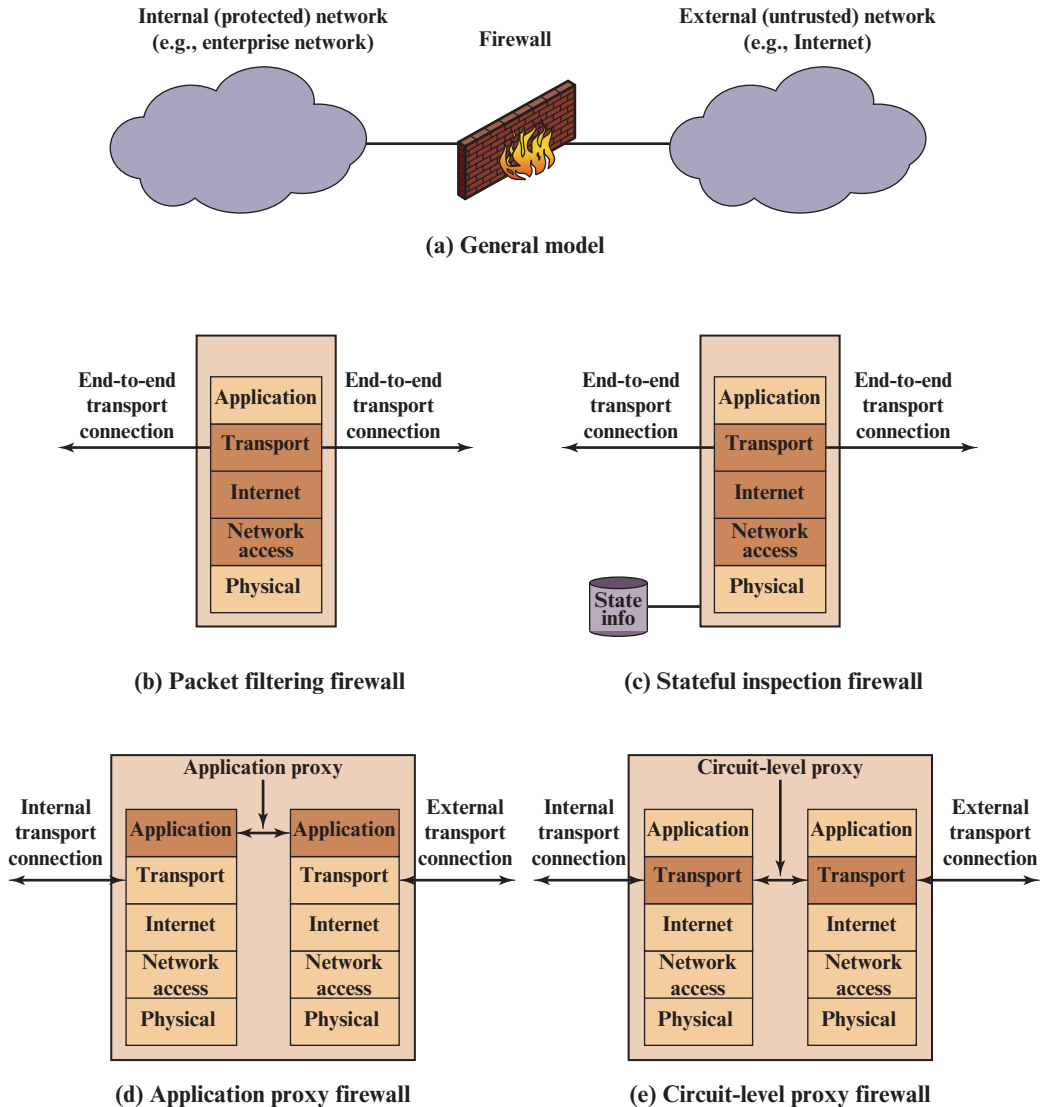 Internal (protected) network
(e.g., enterprise network)
Firewall
External (untrusted) network
(e.g., Internet)
(a) General model
End-to-end
transport
connection
End-to-end
transport
connection
Application
Transport
Internet
Network
access
Physical
(b) Packet filtering firewall
End-to-end
transport
connection
End-to-end
transport
connection
Application
Transport
Internet
Network
access
Physical
State
info
(c) Stateful inspection firewall
Application proxy
Internal
transport
connection
External
transport
connection
Application
Transport
Internet
Network
access
Physical
Application
Transport
Internet
Network
access
Physical
(d) Application proxy firewall
Circuit-level proxy
Internal
transport
connection
External
transport
connection
Application
Transport
Internet
Network
access
Physical
Application
Transport
Internet
Network
access
Physical
(e) Circuit-level proxy firewall